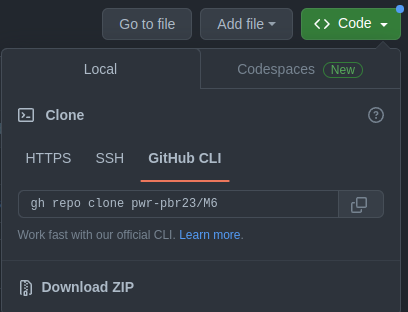 Go to file Add file Code
Local Codespaces New
Clone
HTTPS SSH GitHub CLI
gh repo clone pwr-pbr23/M6
Work fast with our official CLI. Learn more.
Download ZIP